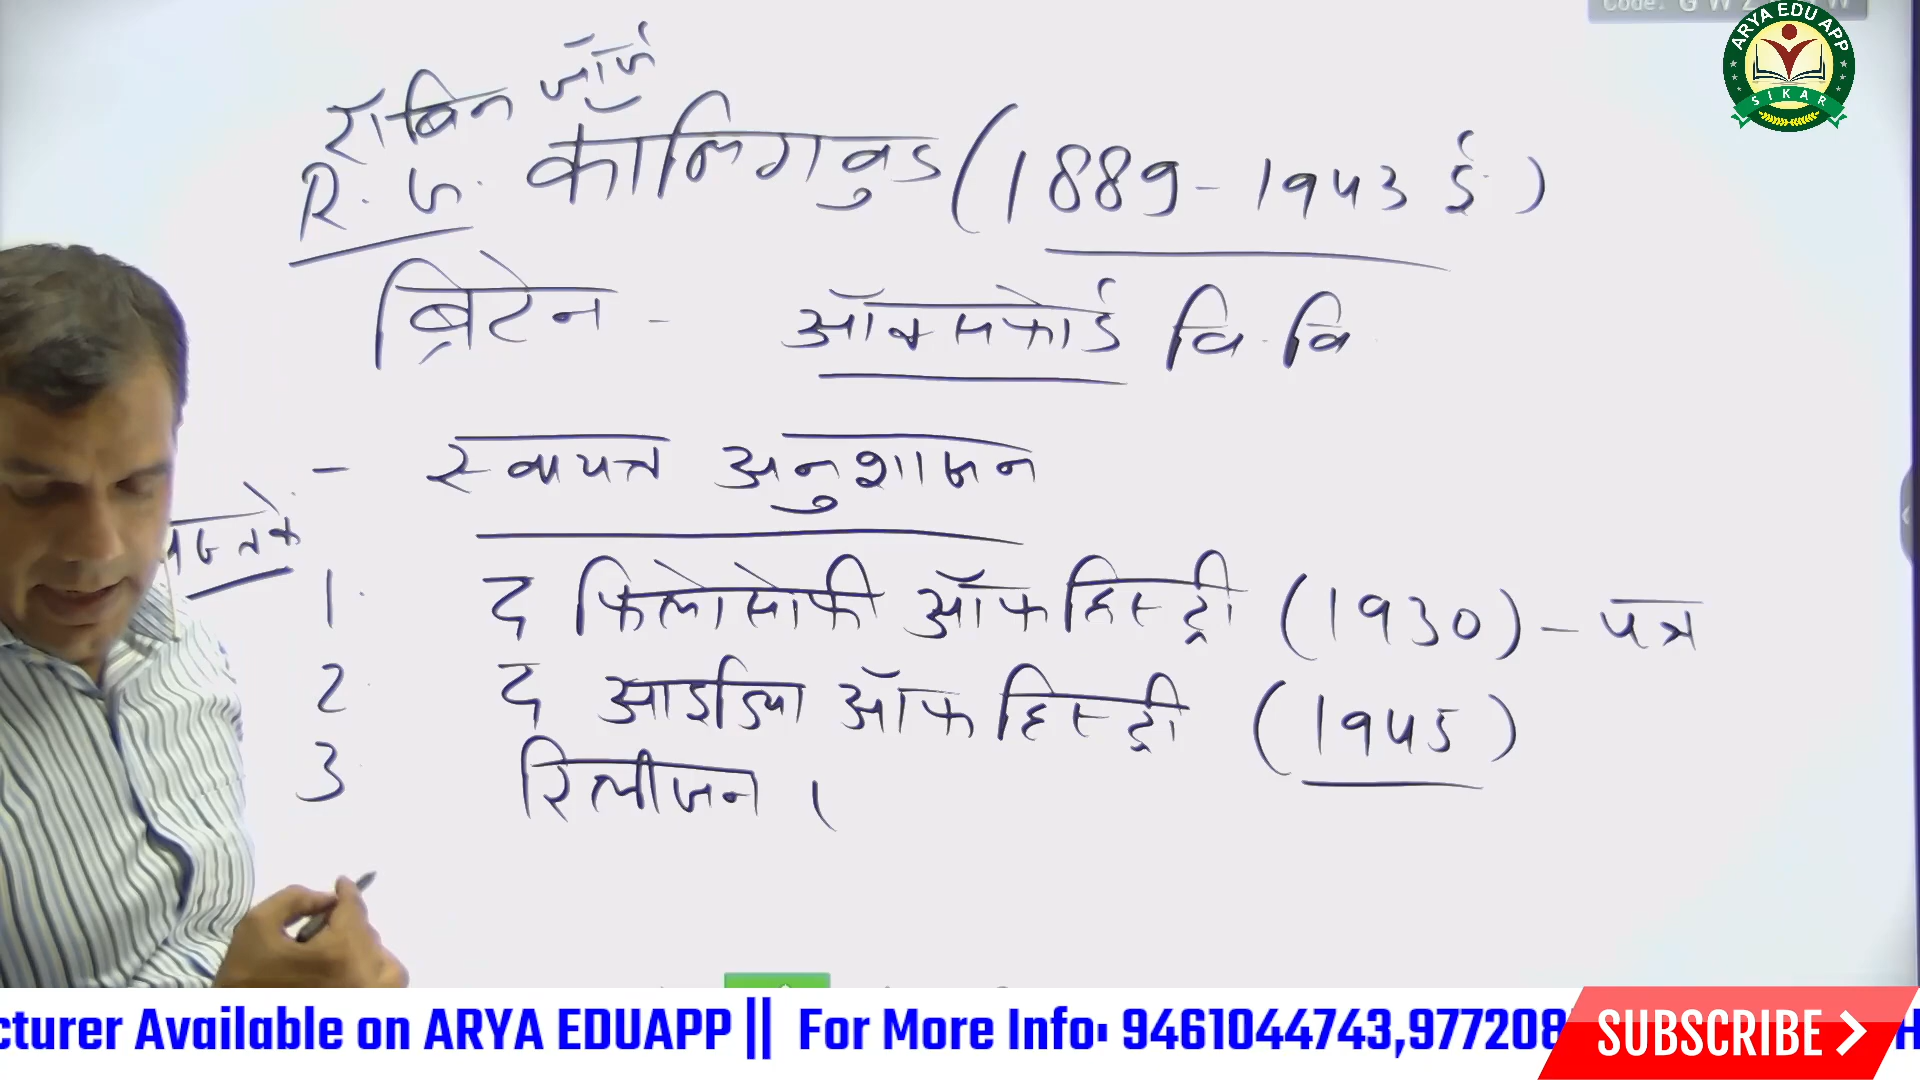 Code: G W Z
ARYA EDU APP
SIKAR
रॉबिन जॉर्ज
R. G. कॉलिंगवुड (1889 - 1943 ई.)
ब्रिटेन - ऑक्सफोर्ड वि. वि.
- स्वायत्त अनुशासन
1. द फिलोसोफी ऑफ हिस्ट्री (1930) - पत्र
2. द आइडिया ऑफ हिस्ट्री (1945)
3 रिलीजन (
cturer Available on ARYA EDUAPP || For More Info: 9461044743,977208
SUBSCRIBE